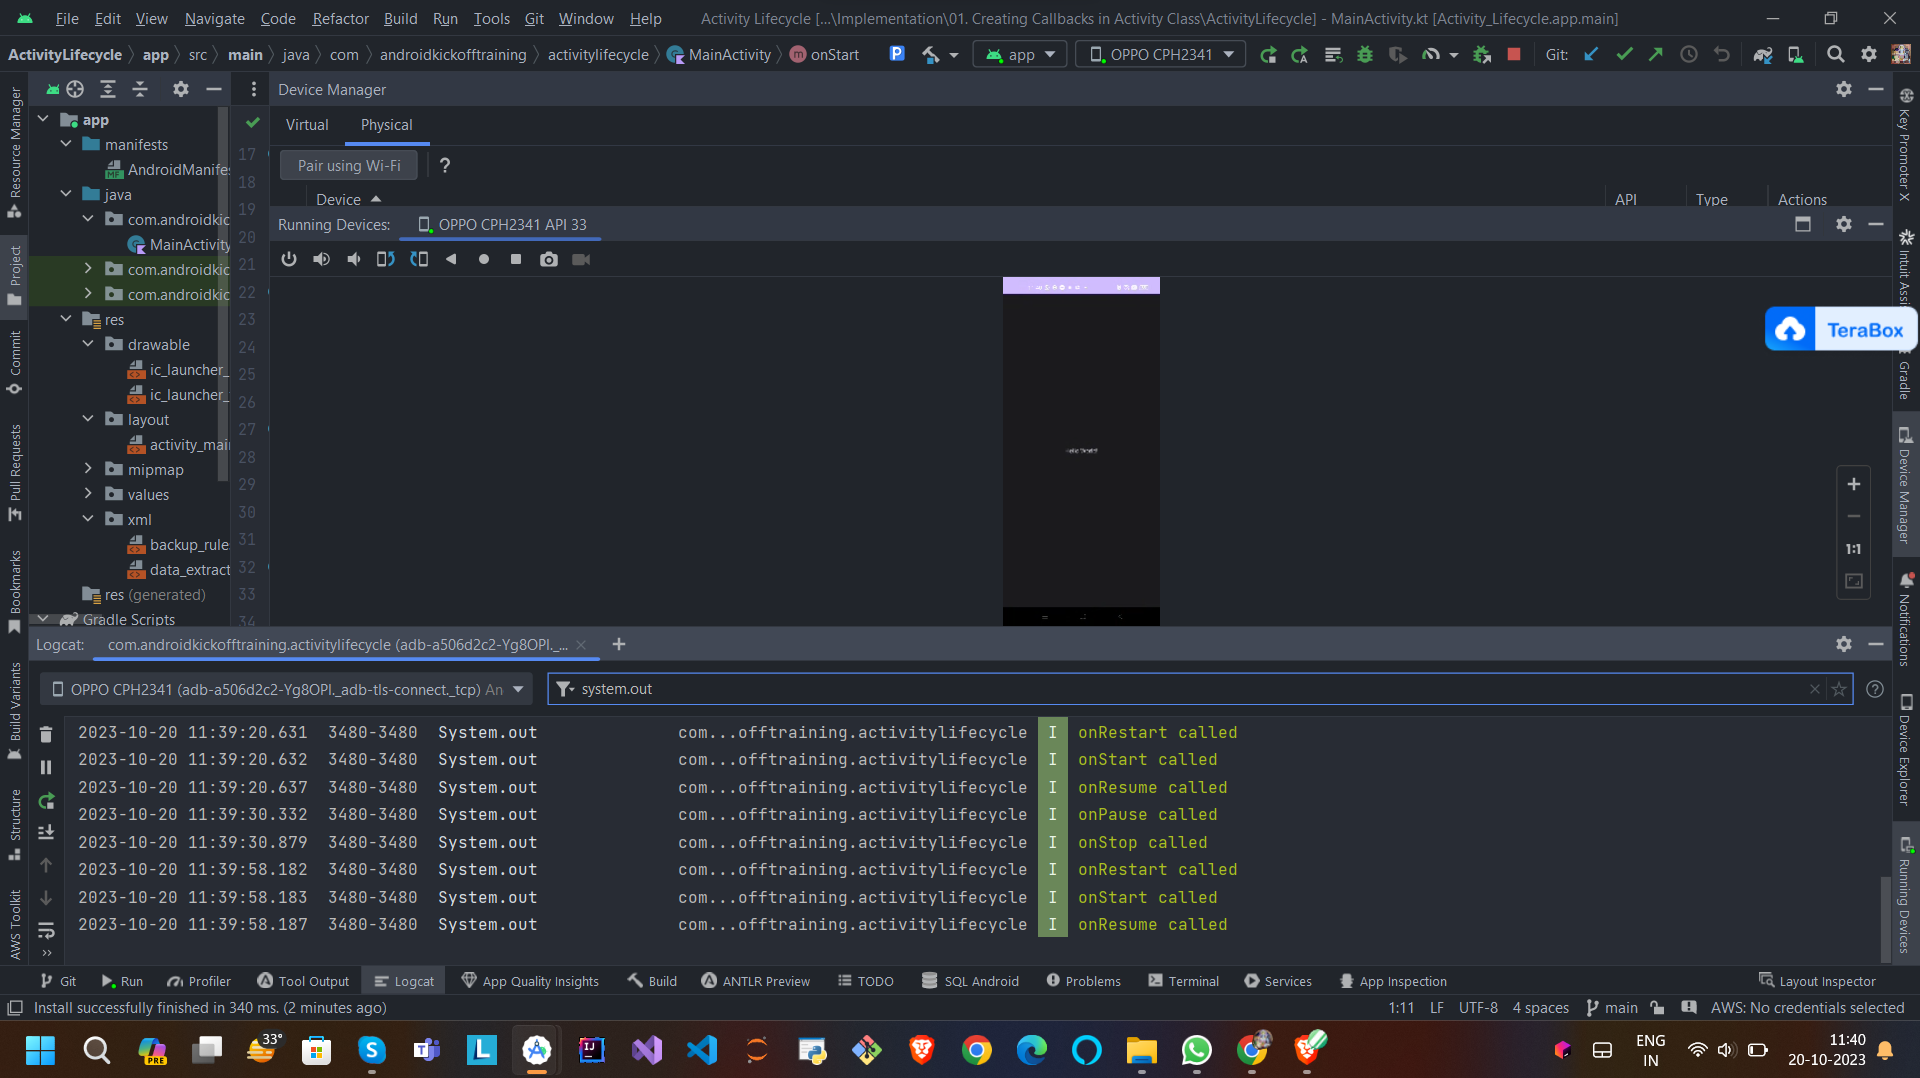 File Edit View Navigate Code Refactor Build Run Tools Git Window Help Activity Lifecycle [...\Implementation\01. Creating Callbacks in Activity Class\ActivityLifecycle] - MainActivity.kt [Activity_Lifecycle.app.main]
ActivityLifecycle app src main java com androidkickofftraining activitylifecycle MainActivity onStart app OPPO CPH2341 Git:
Device Manager
Virtual Physical
Pair using Wi-Fi ?
Device API Type Actions
Running Devices: OPPO CPH2341 API 33
app
manifests
AndroidManifes
java
com.androidkic
MainActivity
com.androidkic
com.androidkic
res
drawable
ic_launcher_
ic_launcher_
layout
activity_mai
mipmap
values
xml
backup_rule
data_extract
res (generated)
Gradle Scripts
17
18
19
20
21
22
23
24
25
26
27
28
29
30
31
32
33
34
1:1
TeraBox
Resource Manager
Project
Commit
Pull Requests
Bookmarks
Build Variants
Structure
AWS Toolkit
Key Promoter X
Intuit Assi
Gradle
Device Manager
Notifications
Device Explorer
Running Devices
Logcat: com.androidkickofftraining.activitylifecycle (adb-a506d2c2-Yg8OPl._...
OPPO CPH2341 (adb-a506d2c2-Yg8OPl._adb-tls-connect._tcp) An system.out
2023-10-20 11:39:20.631 3480-3480 System.out com...offtraining.activitylifecycle I onRestart called
2023-10-20 11:39:20.632 3480-3480 System.out com...offtraining.activitylifecycle I onStart called
2023-10-20 11:39:20.637 3480-3480 System.out com...offtraining.activitylifecycle I onResume called
2023-10-20 11:39:30.332 3480-3480 System.out com...offtraining.activitylifecycle I onPause called
2023-10-20 11:39:30.879 3480-3480 System.out com...offtraining.activitylifecycle I onStop called
2023-10-20 11:39:58.182 3480-3480 System.out com...offtraining.activitylifecycle I onRestart called
2023-10-20 11:39:58.183 3480-3480 System.out com...offtraining.activitylifecycle I onStart called
2023-10-20 11:39:58.187 3480-3480 System.out com...offtraining.activitylifecycle I onResume called
Git Run Profiler Tool Output Logcat App Quality Insights Build ANTLR Preview TODO SQL Android Problems Terminal Services App Inspection Layout Inspector
Install successfully finished in 340 ms. (2 minutes ago) 1:11 LF UTF-8 4 spaces main AWS: No credentials selected
PRE 33° ENG IN 11:40
20-10-2023